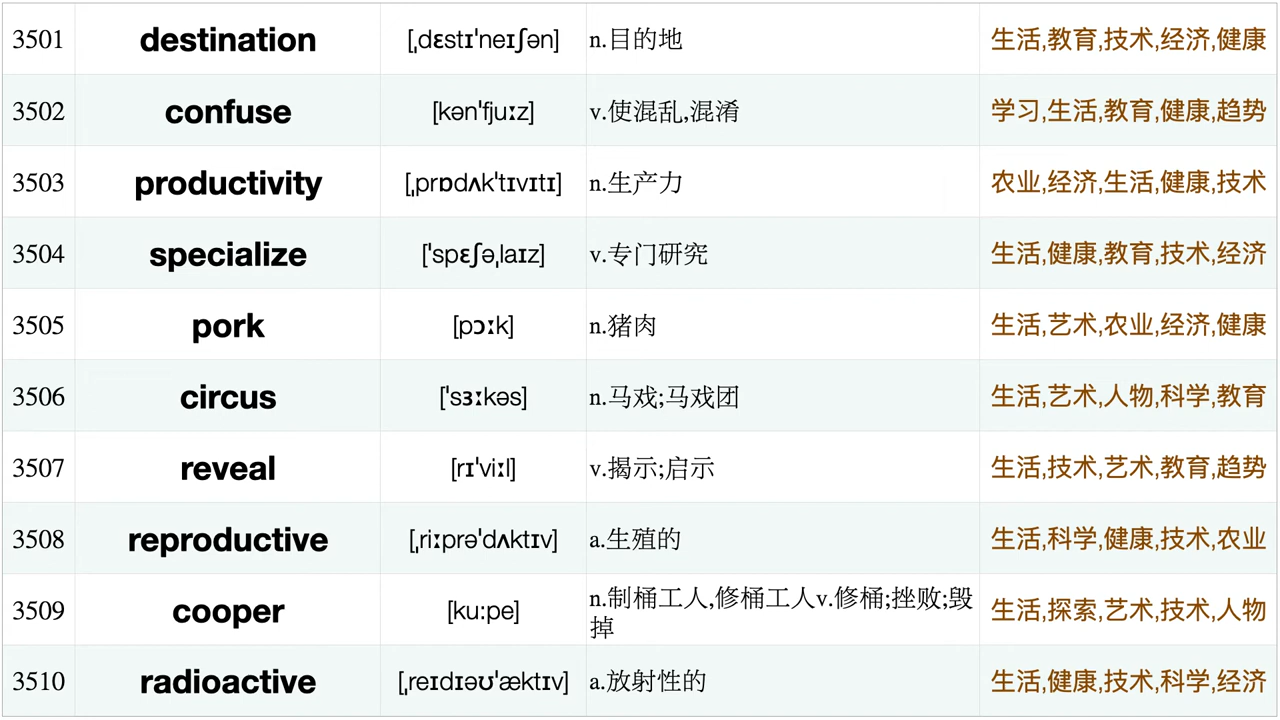 3501 destination [ˌdɛstɪˈneɪʃən] n.目的地 生活,教育,技术,经济,健康
3502 confuse [kənˈfjuːz] v.使混乱,混淆 学习,生活,教育,健康,趋势
3503 productivity [ˌprɒdʌkˈtɪvɪtɪ] n.生产力 农业,经济,生活,健康,技术
3504 specialize [ˈspɛʃəˌlaɪz] v.专门研究 生活,健康,教育,技术,经济
3505 pork [pɔːk] n.猪肉 生活,艺术,农业,经济,健康
3506 circus [ˈsɜːkəs] n.马戏;马戏团 生活,艺术,人物,科学,教育
3507 reveal [rɪˈviːl] v.揭示;启示 生活,技术,艺术,教育,趋势
3508 reproductive [ˌriːprəˈdʌktɪv] a.生殖的 生活,科学,健康,技术,农业
3509 cooper [ku:pe] n.制桶工人,修桶工人v.修桶;挫败;毁
掉 生活,探索,艺术,技术,人物
3510 radioactive [ˌreɪdɪəʊˈæktɪv] a.放射性的 生活,健康,技术,科学,经济